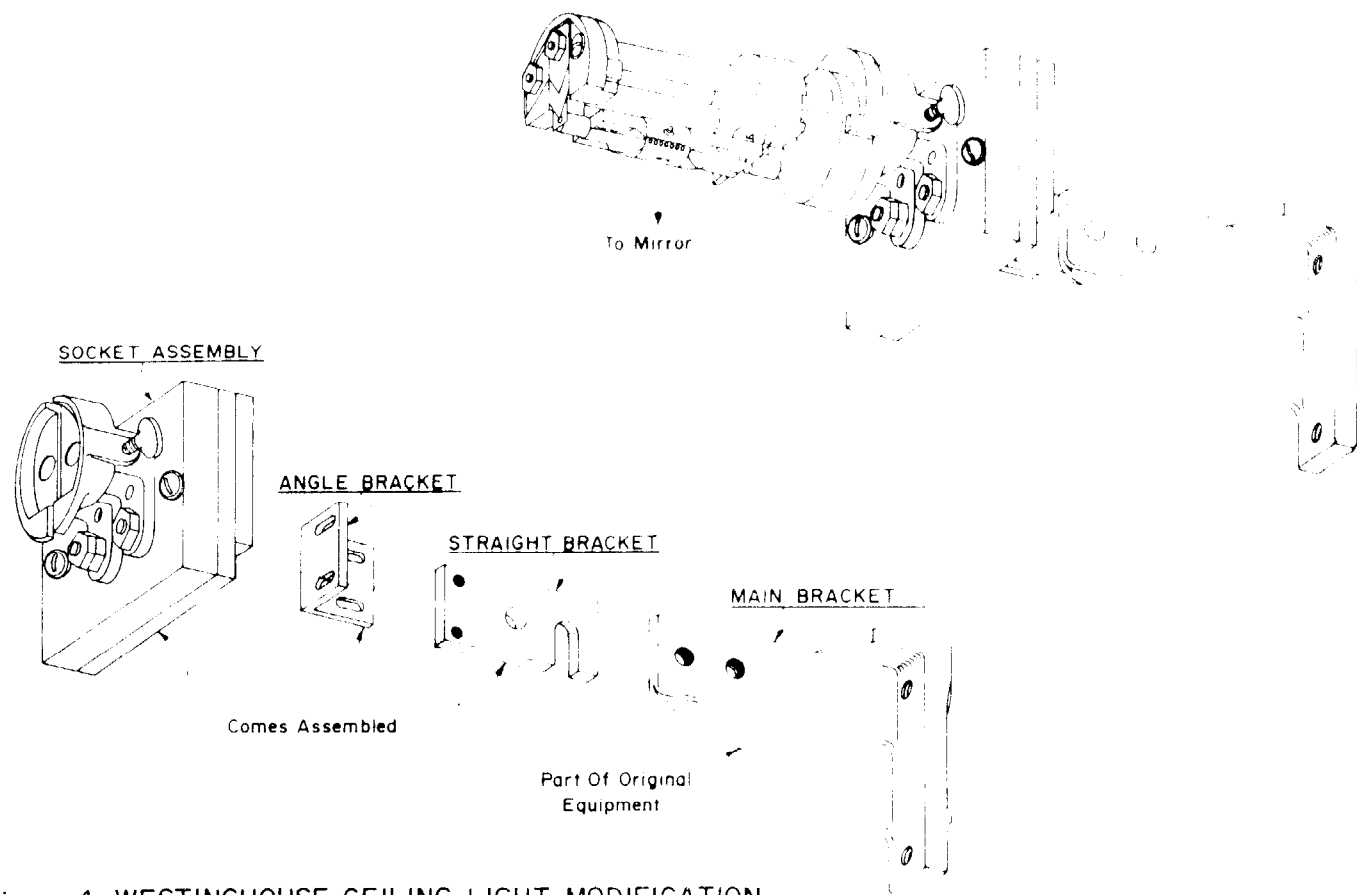 To Mirror
SOCKET ASSEMBLY
ANGLE BRACKET
STRAIGHT BRACKET
MAIN BRACKET
Comes Assembled
Part Of Original
Equipment
WESTINGHOUSE CEILING LIGHT MODIFICATION